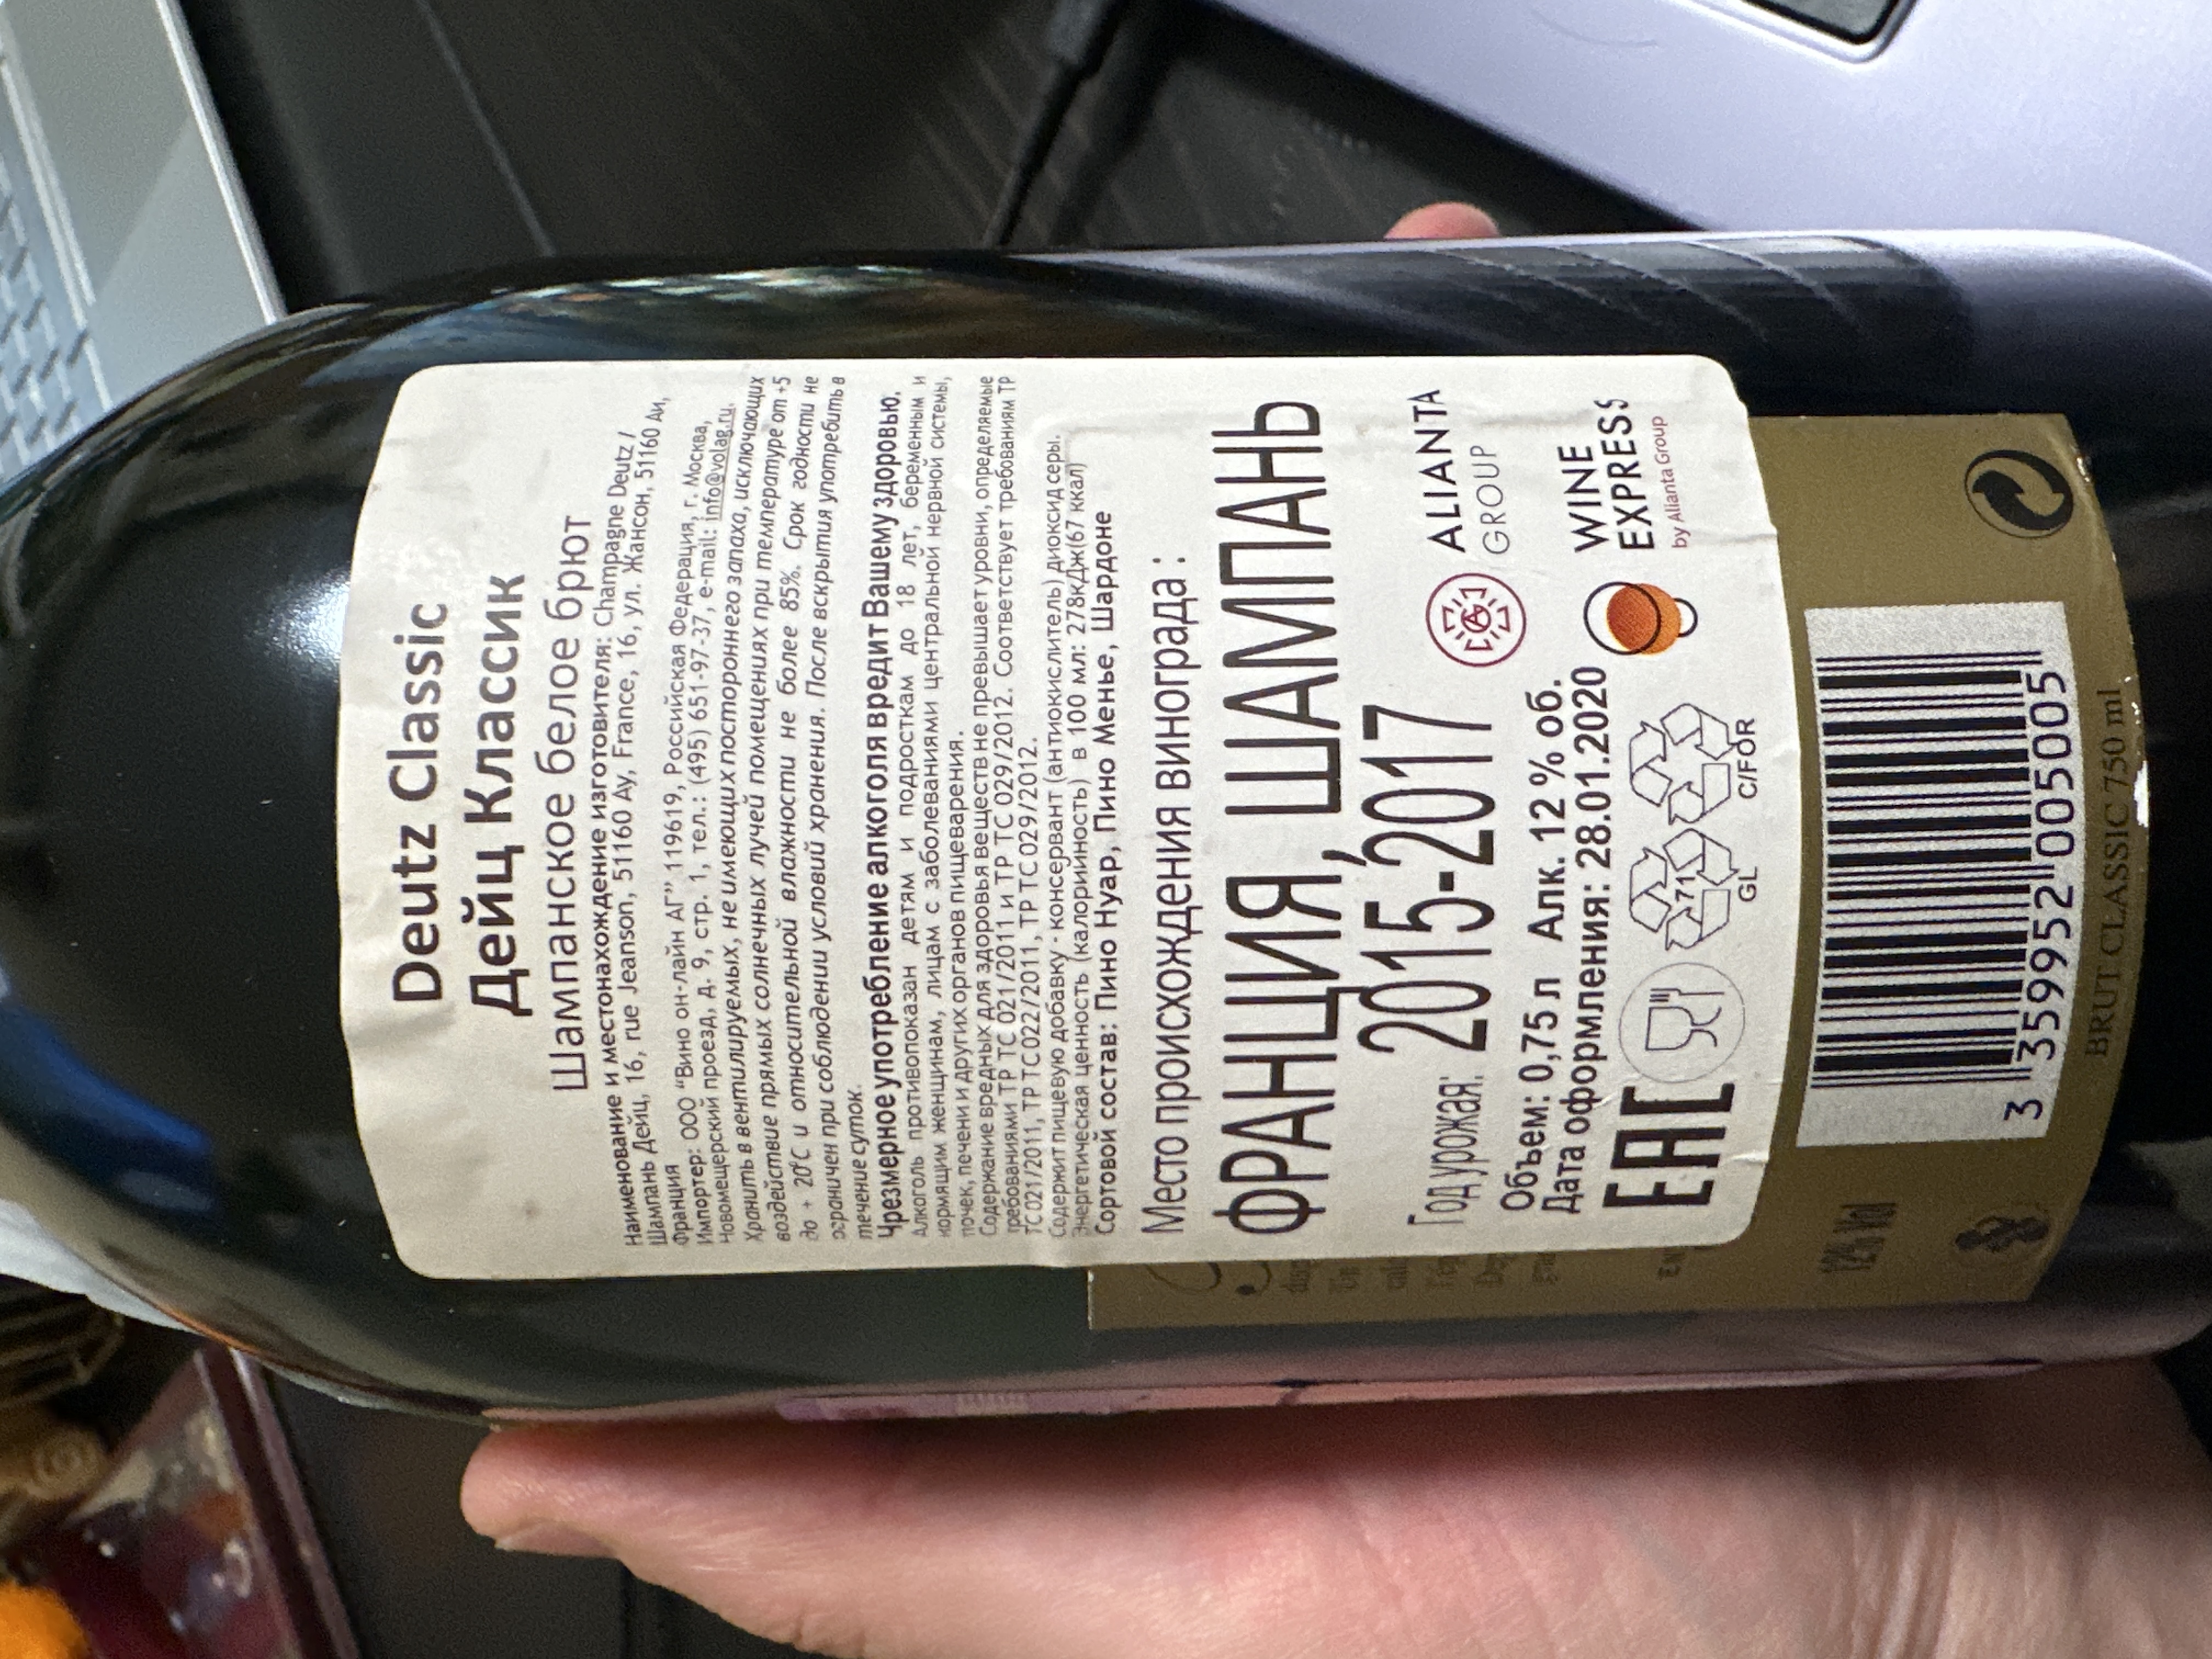 Deutz Classic
Дейц Классик
Шампанское белое брют
Наименование и местонахождение изготовителя: Champagne Deutz /
Шампань Дейц, 16, rue Jeanson, 51160 Ay, France, 16, ул. Жансон, 51160 Аи,
Франция
Импортер: ООО "Вино он-лайн АГ" 119619, Российская Федерация, г. Москва,
Новомещерский проезд, д. 9, стр. 1, тел.: (495) 651-97-37, e-mail: info@volag.ru.
Хранить в вентилируемых, не имеющих постороннего запаха, исключающих
воздействие прямых солнечных лучей помещениях при температуре от +5
до + 20°С и относительной влажности не более 85%. Срок годности не
ограничен при соблюдении условий хранения. После вскрытия употребить в
течение суток.
Чрезмерное употребление алкоголя вредит Вашему здоровью.
Алкоголь противопоказан детям и подросткам до 18 лет, беременным и
кормящим женщинам, лицам с заболеваниями центральной нервной системы,
почек, печени и других органов пищеварения.
Содержание вредных для здоровья веществ не превышает уровни, определяемые
требованиями ТР ТС 021/2011 и ТР ТС 029/2012. Соответствует требованиям ТР
ТС 021/2011, ТР ТС 022/2011, ТР ТС 029/2012.
Содержит пищевую добавку - консервант (антиокислитель) диоксид серы.
Энергетическая ценность (калорийность) в 100 мл: 278кДж(67 ккал)
Сортовой состав: Пино Нуар, Пино Менье, Шардоне
Место происхождения винограда :
ФРАНЦИЯ, ШАМПАНЬ
Год урожая: 2015-2017
ALIANTA
GROUP
Объем: 0,75 л Алк. 12 % об.
Дата оформления: 28.01.2020
WINE
EXPRESS
by Alianta Group
EAC
71
GL
C/FOR
12% Vol
3 359952 005005
BRUT CLASSIC 750 ml